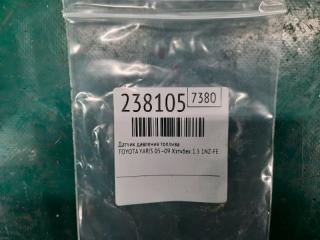 238105 7380
Датчик давления топлива
TOYOTA YARIS 05-09 Хэтчбек 1.3 1NZ-FE